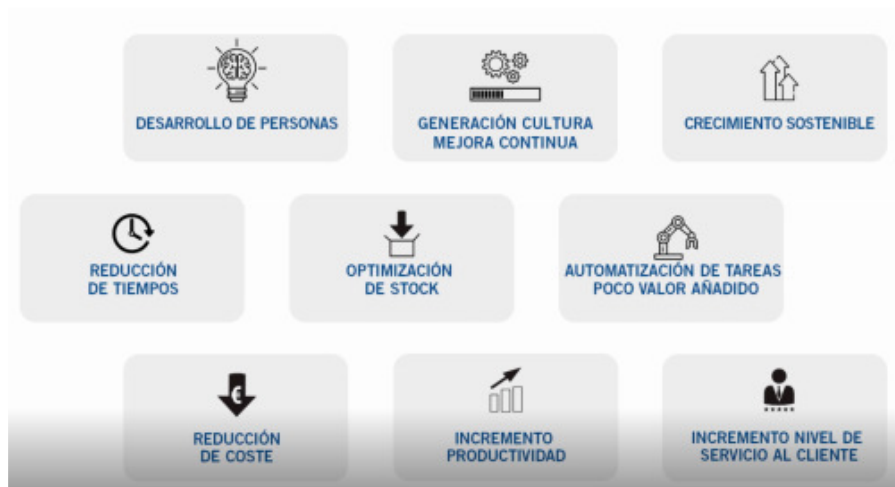 DESARROLLO DE PERSONAS
GENERACIÓN CULTURA
MEJORA CONTINUA
CRECIMIENTO SOSTENIBLE
REDUCCIÓN
DE TIEMPOS
OPTIMIZACIÓN
DE STOCK
AUTOMATIZACIÓN DE TAREAS
POCO VALOR AÑADIDO
€
REDUCCIÓN
DE COSTE
INCREMENTO
PRODUCTIVIDAD
INCREMENTO NIVEL DE
SERVICIO AL CLIENTE